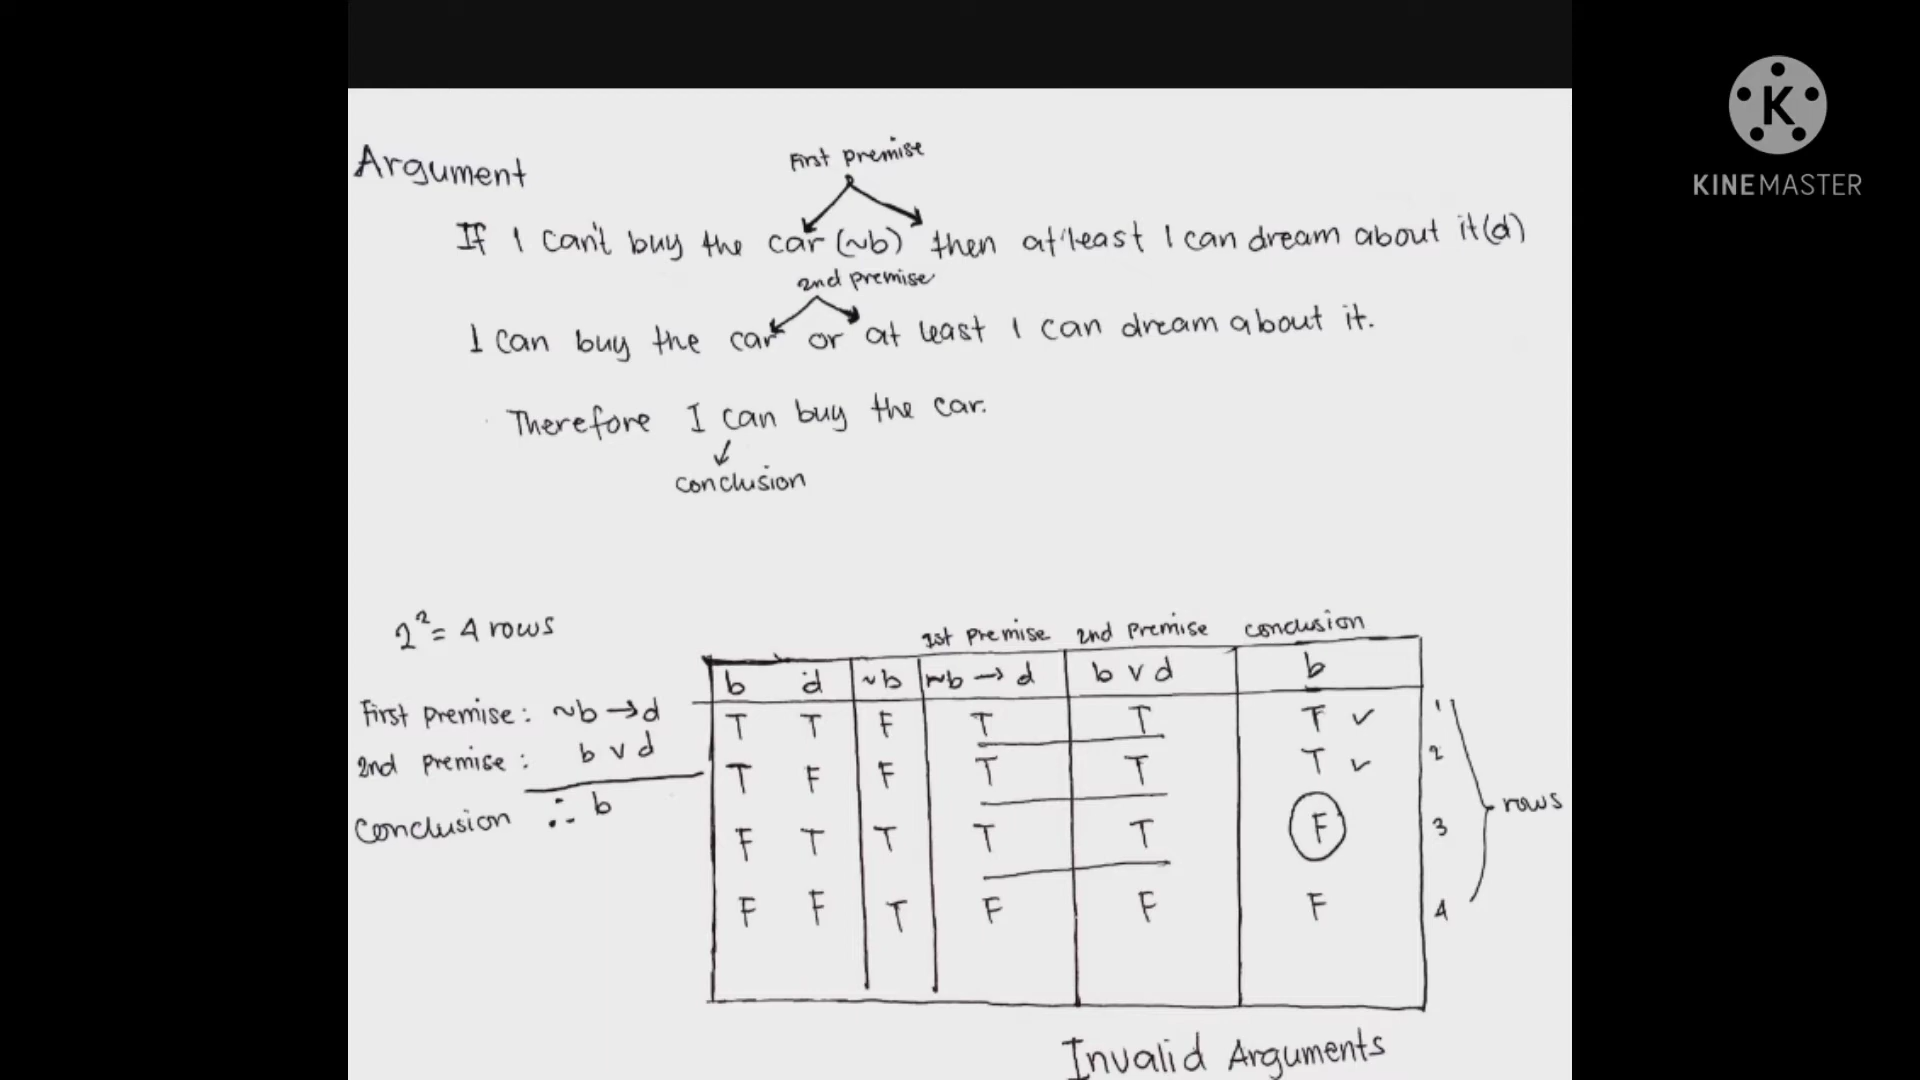 KINEMASTER
Argument
First premise
If I can't buy the car (~b) then at least I can dream about it (d)
2nd premise
I can buy the car or at least I can dream about it.
Therefore I can buy the car.
conclusion
2² = 4 rows
First premise : ~b → d
2nd premise : b v d
Conclusion ∴ b
1st premise 2nd premise conclusion
b d ~b ~b → d b v d b
T T F T T T ✓ 1
T F F T T T ✓ 2
F T T T T F 3
F F T F F F 4
rows
Invalid Arguments